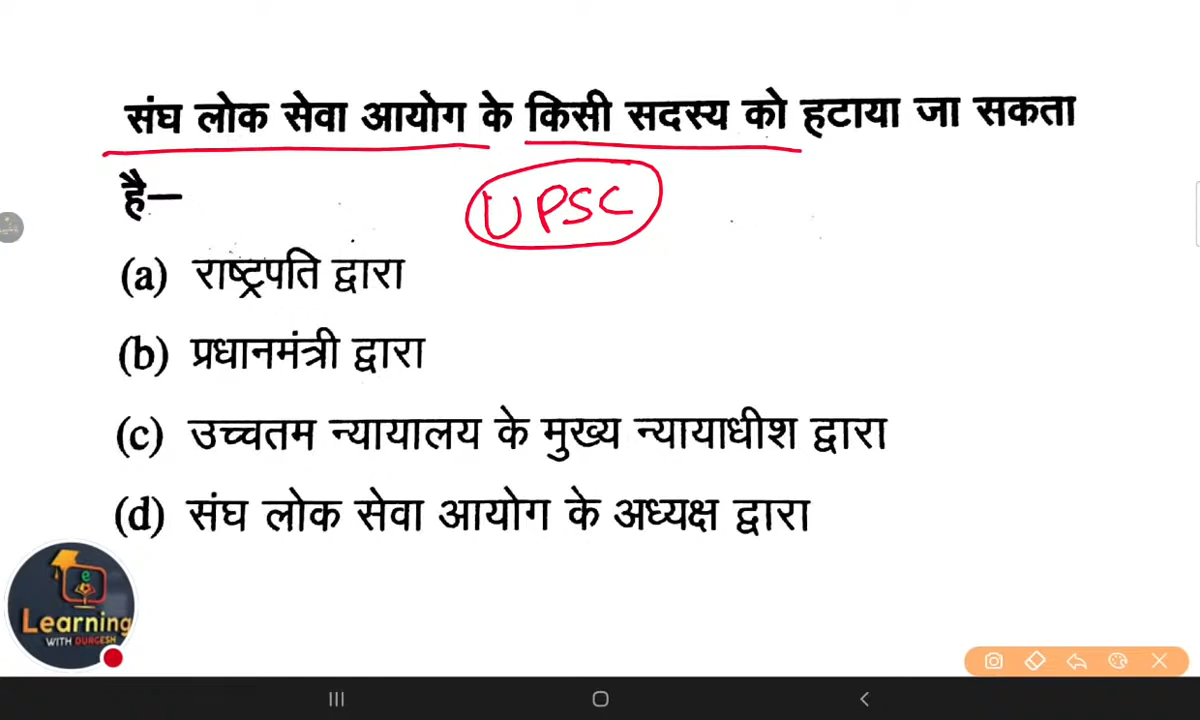 संघ लोक सेवा आयोग के किसी सदस्य को हटाया जा सकता
है—
UPSC
(a) राष्ट्रपति द्वारा
(b) प्रधानमंत्री द्वारा
(c) उच्चतम न्यायालय के मुख्य न्यायाधीश द्वारा
(d) संघ लोक सेवा आयोग के अध्यक्ष द्वारा
e
Learning
WITH DURGESH